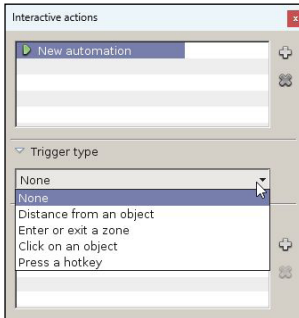 Interactive actions
x
New automation
Trigger type
None
None
Distance from an object
Enter or exit a zone
Click on an object
Press a hotkey